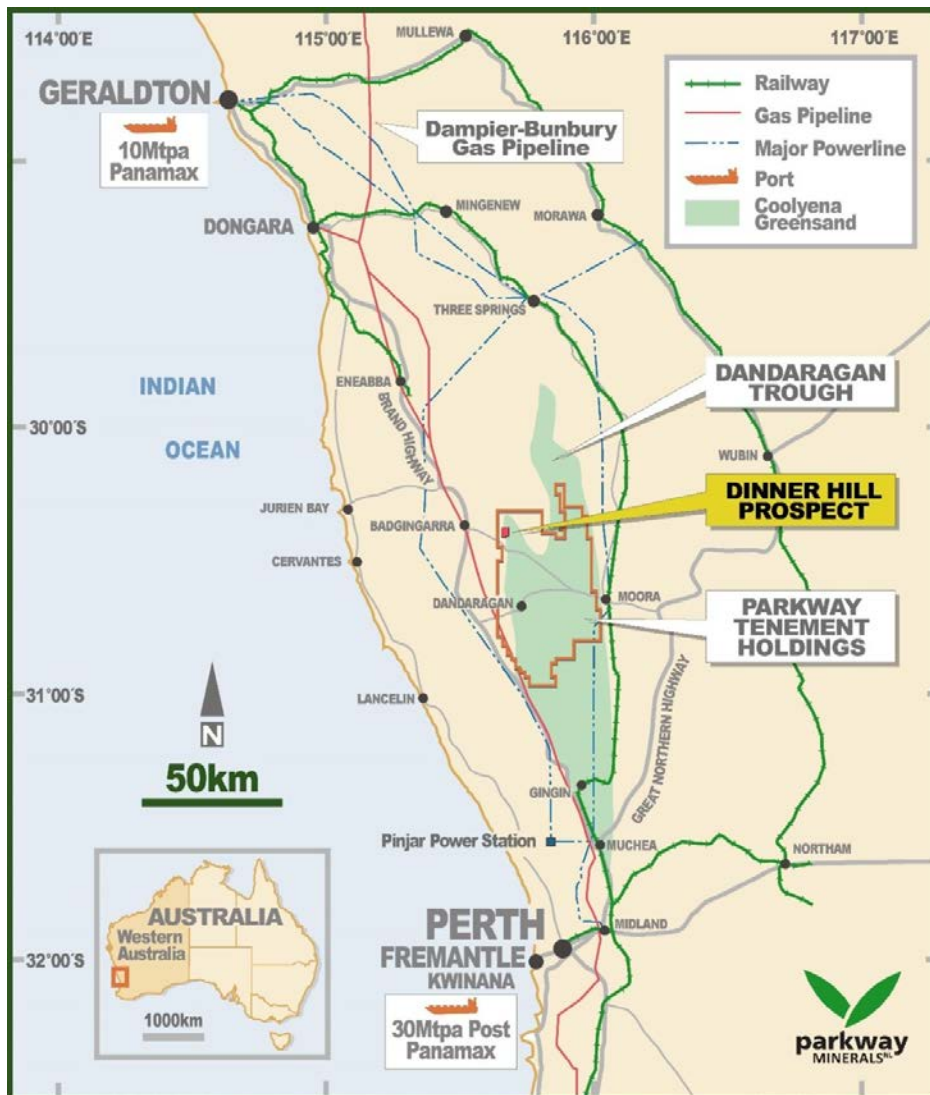 114°00´E
115°00´E
116°00´E
117°00´E
MULLEWA
GERALDTON
10Mtpa
Panamax
Dampier-Bunbury
Gas Pipeline
Railway
Gas Pipeline
Major Powerline
Port
Coolyena
Greensand
DONGARA
MINGENEW
MORAWA
THREE SPRINGS
INDIAN
OCEAN
ENEABBA
BRAND HIGHWAY
DANDARAGAN
TROUGH
30°00´S
WUBIN
DINNER HILL
PROSPECT
JURIEN BAY
BADGINGARRA
CERVANTES
DANDARAGAN
MOORA
PARKWAY
TENEMENT
HOLDINGS
31°00´S
LANCELIN
N
50km
GINGIN
GREAT NORTHERN HIGHWAY
Pinjar Power Station
MUCHEA
NORTHAM
AUSTRALIA
Western
Australia
1000km
PERTH
MIDLAND
FREMANTLE
KWINANA
32°00´S
30Mtpa Post
Panamax
parkway
MINERALS NL